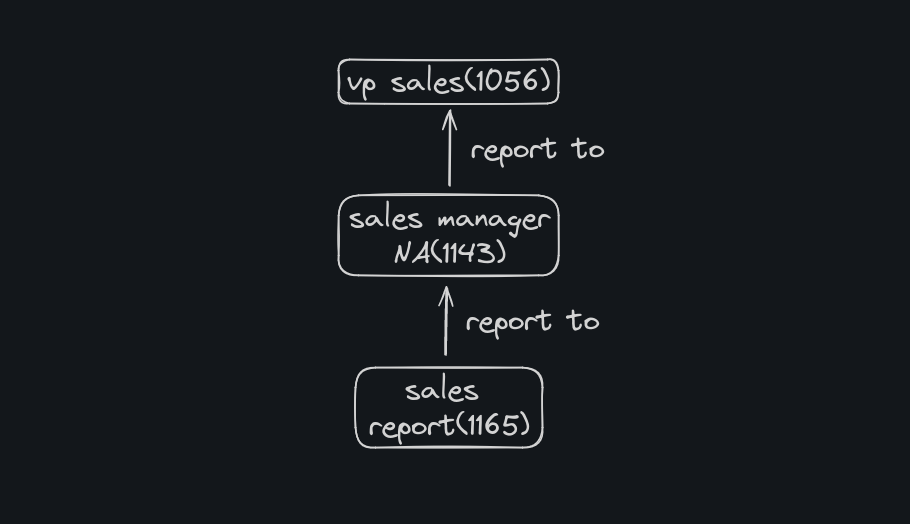 vp sales(1056)
report to
sales manager
NA(1143)
report to
sales
report(1165)